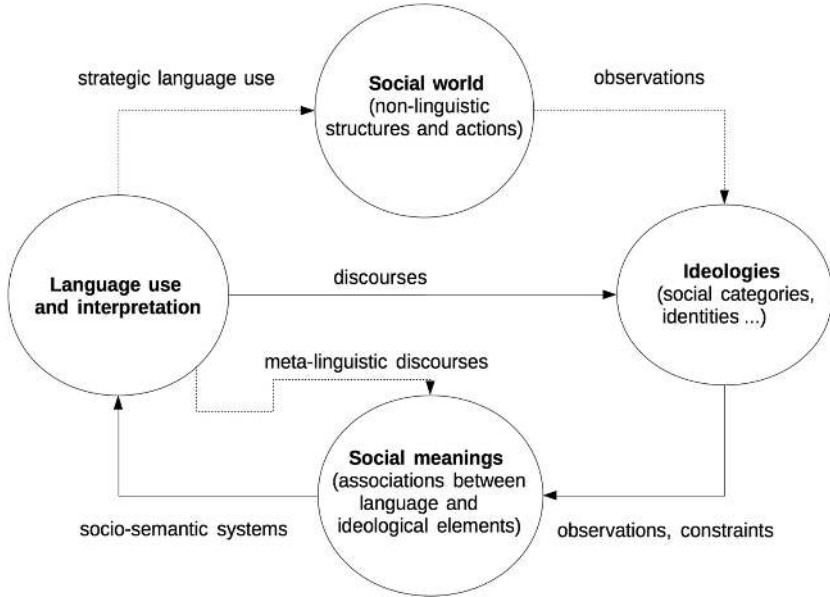 strategic language use
Social world
(non-linguistic
structures and actions)
observations
Language use
and interpretation
discourses
Ideologies
(social categories,
identities ...)
meta-linguistic discourses
Social meanings
(associations between
language and
ideological elements)
socio-semantic systems
observations, constraints